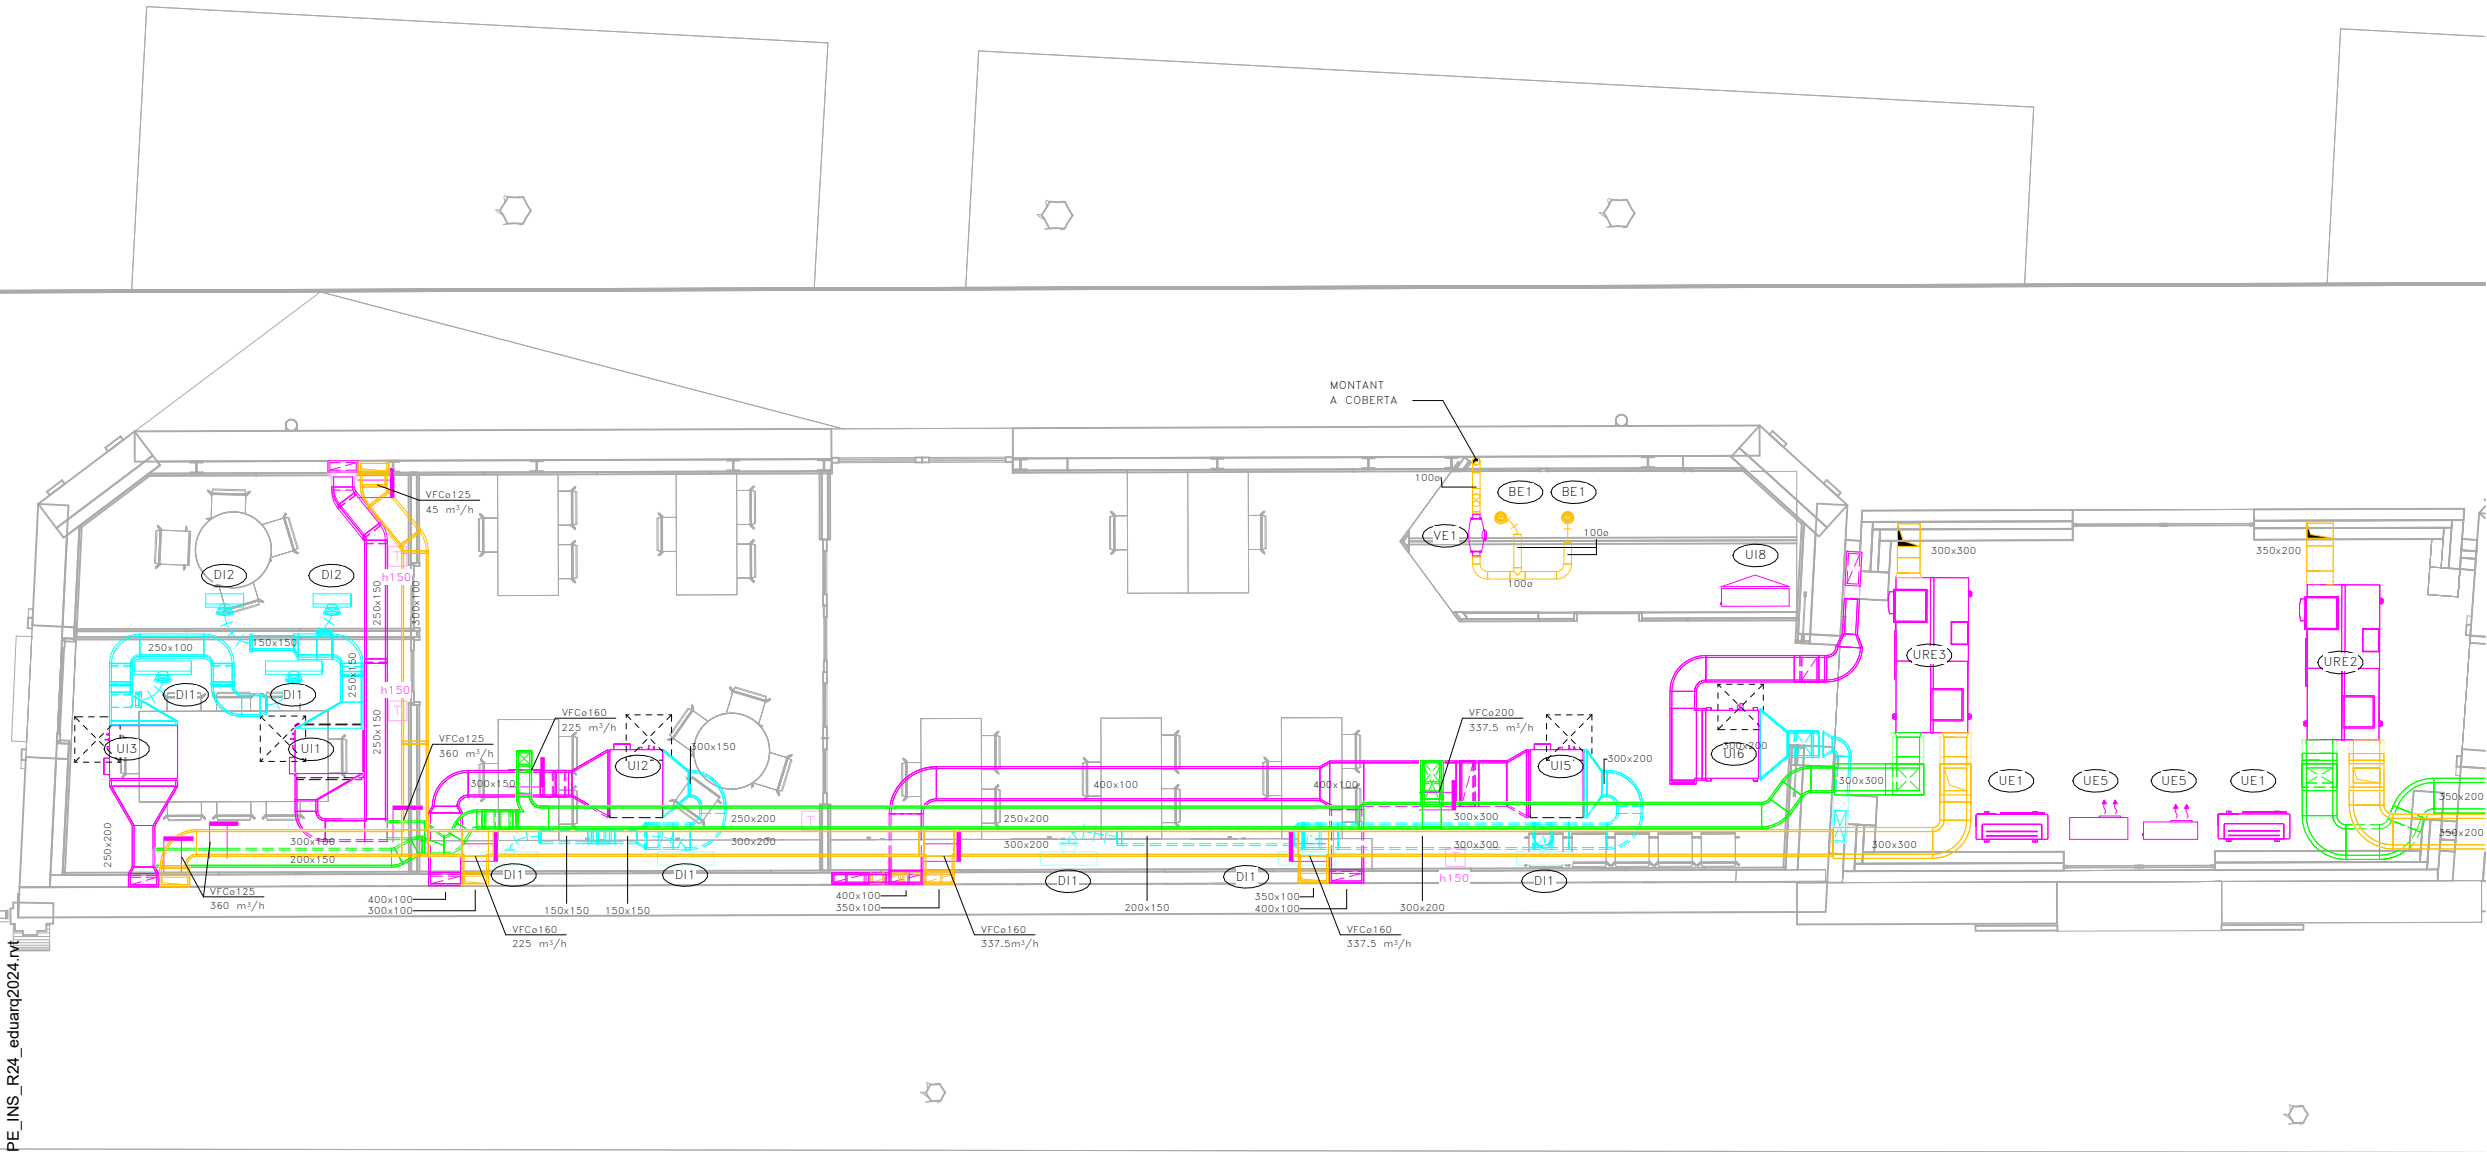 MONTANT
A COBERTA
100ø
BE1
BE1
VE1
100ø
100ø
UI8
VFCø125
45 m³/h
h150
DI2
DI2
250x150
300x100
150x150
250x100
250x150
h150
DI1
DI1
250x150
UI3
UI1
VFCø125
360 m³/h
VFCø160
225 m³/h
300x150
UI2
300x150
VFCø200
337.5 m³/h
UI5
300x200
300x200
UI6
400x100
400x100
300x300
300x300
350x200
URE3
URE2
UE1
UE5
UE5
UE1
350x200
350x200
250x200
300x100
200x150
250x200
300x200
250x200
300x200
300x300
300x300
300x300
VFCø125
360 m³/h
400x100
300x100
DI1
DI1
150x150
150x150
VFCø160
225 m³/h
400x100
350x100
DI1
DI1
DI1
200x150
h150
350x100
400x100
300x200
VFCø160
337.5m³/h
VFCø160
337.5 m³/h
PE_INS_R24_eduarq2024.rvt